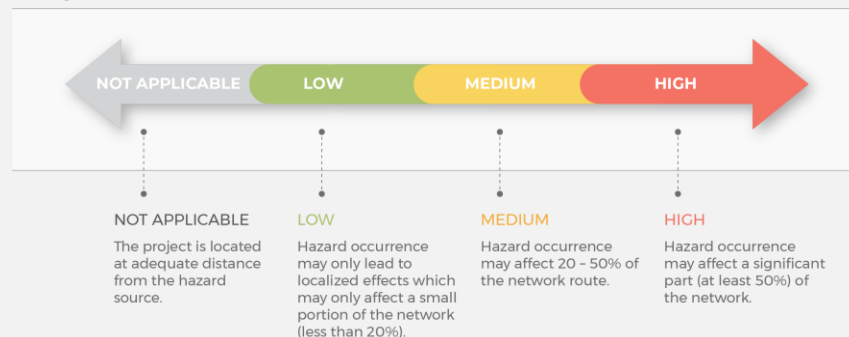 NOT APPLICABLE
LOW
MEDIUM
HIGH
NOT APPLICABLE
The project is located
at adequate distance
from the hazard
source.
LOW
Hazard occurrence
may only lead to
localized effects which
may only affect a small
portion of the network
(less than 20%).
MEDIUM
Hazard occurrence
may affect 20 – 50% of
the network route.
HIGH
Hazard occurrence
may affect a significant
part (at least 50%) of
the network.